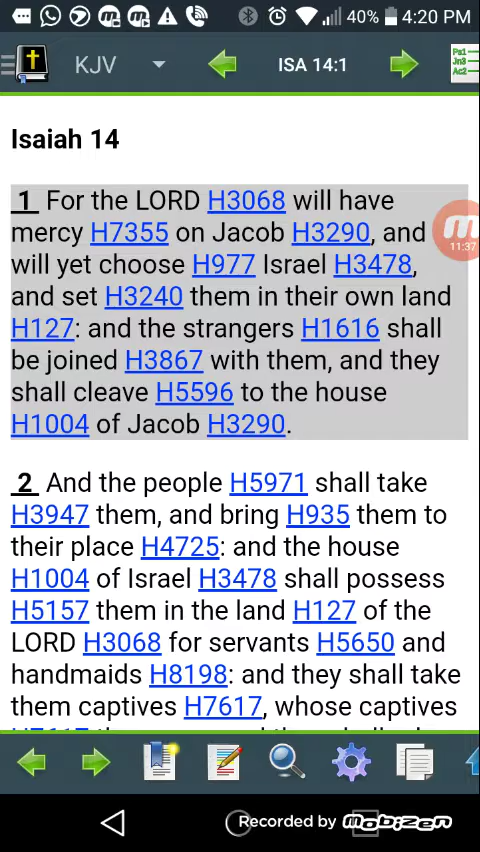 40% 4:20 PM
KJV ISA 14:1 Ps1
Jn3
Ac2
Isaiah 14
1 For the LORD H3068 will have
mercy H7355 on Jacob H3290, and
11:37
will yet choose H977 Israel H3478,
and set H3240 them in their own land
H127: and the strangers H1616 shall
be joined H3867 with them, and they
shall cleave H5596 to the house
H1004 of Jacob H3290.
2 And the people H5971 shall take
H3947 them, and bring H935 them to
their place H4725: and the house
H1004 of Israel H3478 shall possess
H5157 them in the land H127 of the
LORD H3068 for servants H5650 and
handmaids H8198: and they shall take
them captives H7617, whose captives
Recorded by Mobizen